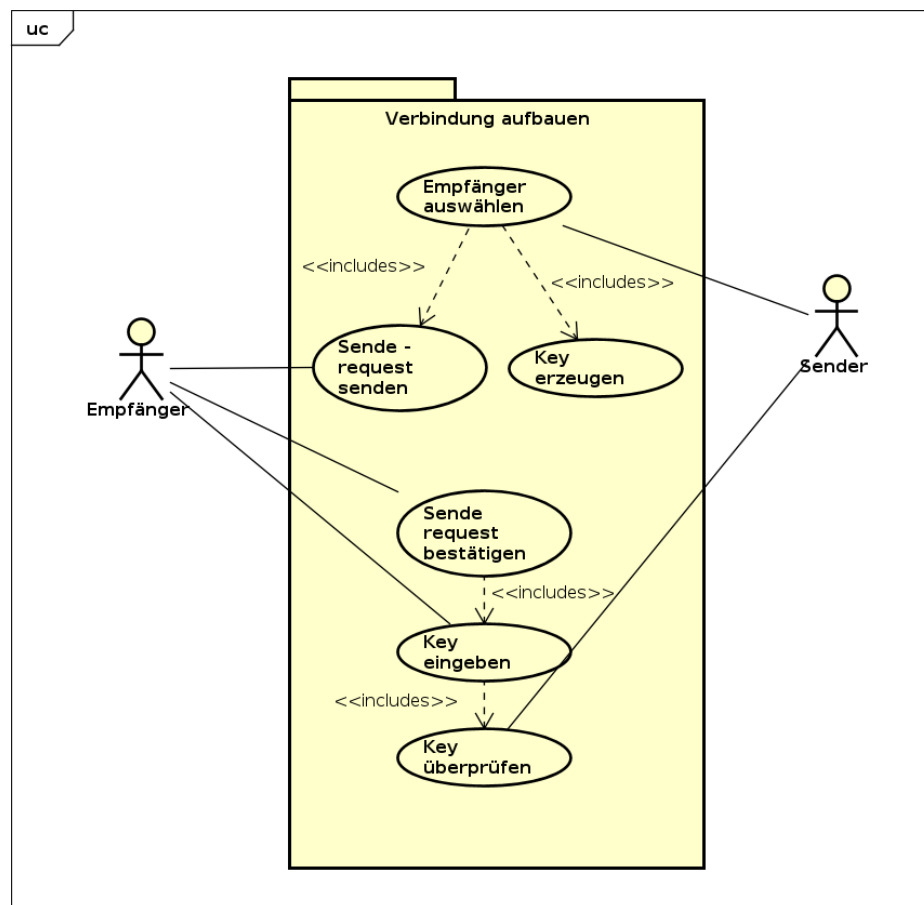 uc
Verbindung aufbauen
Empfänger
auswählen
<<includes>>
<<includes>>
Sende -
request
senden
Key
erzeugen
Empfänger
Sender
Sende
request
bestätigen
<<includes>>
Key
eingeben
<<includes>>
Key
überprüfen